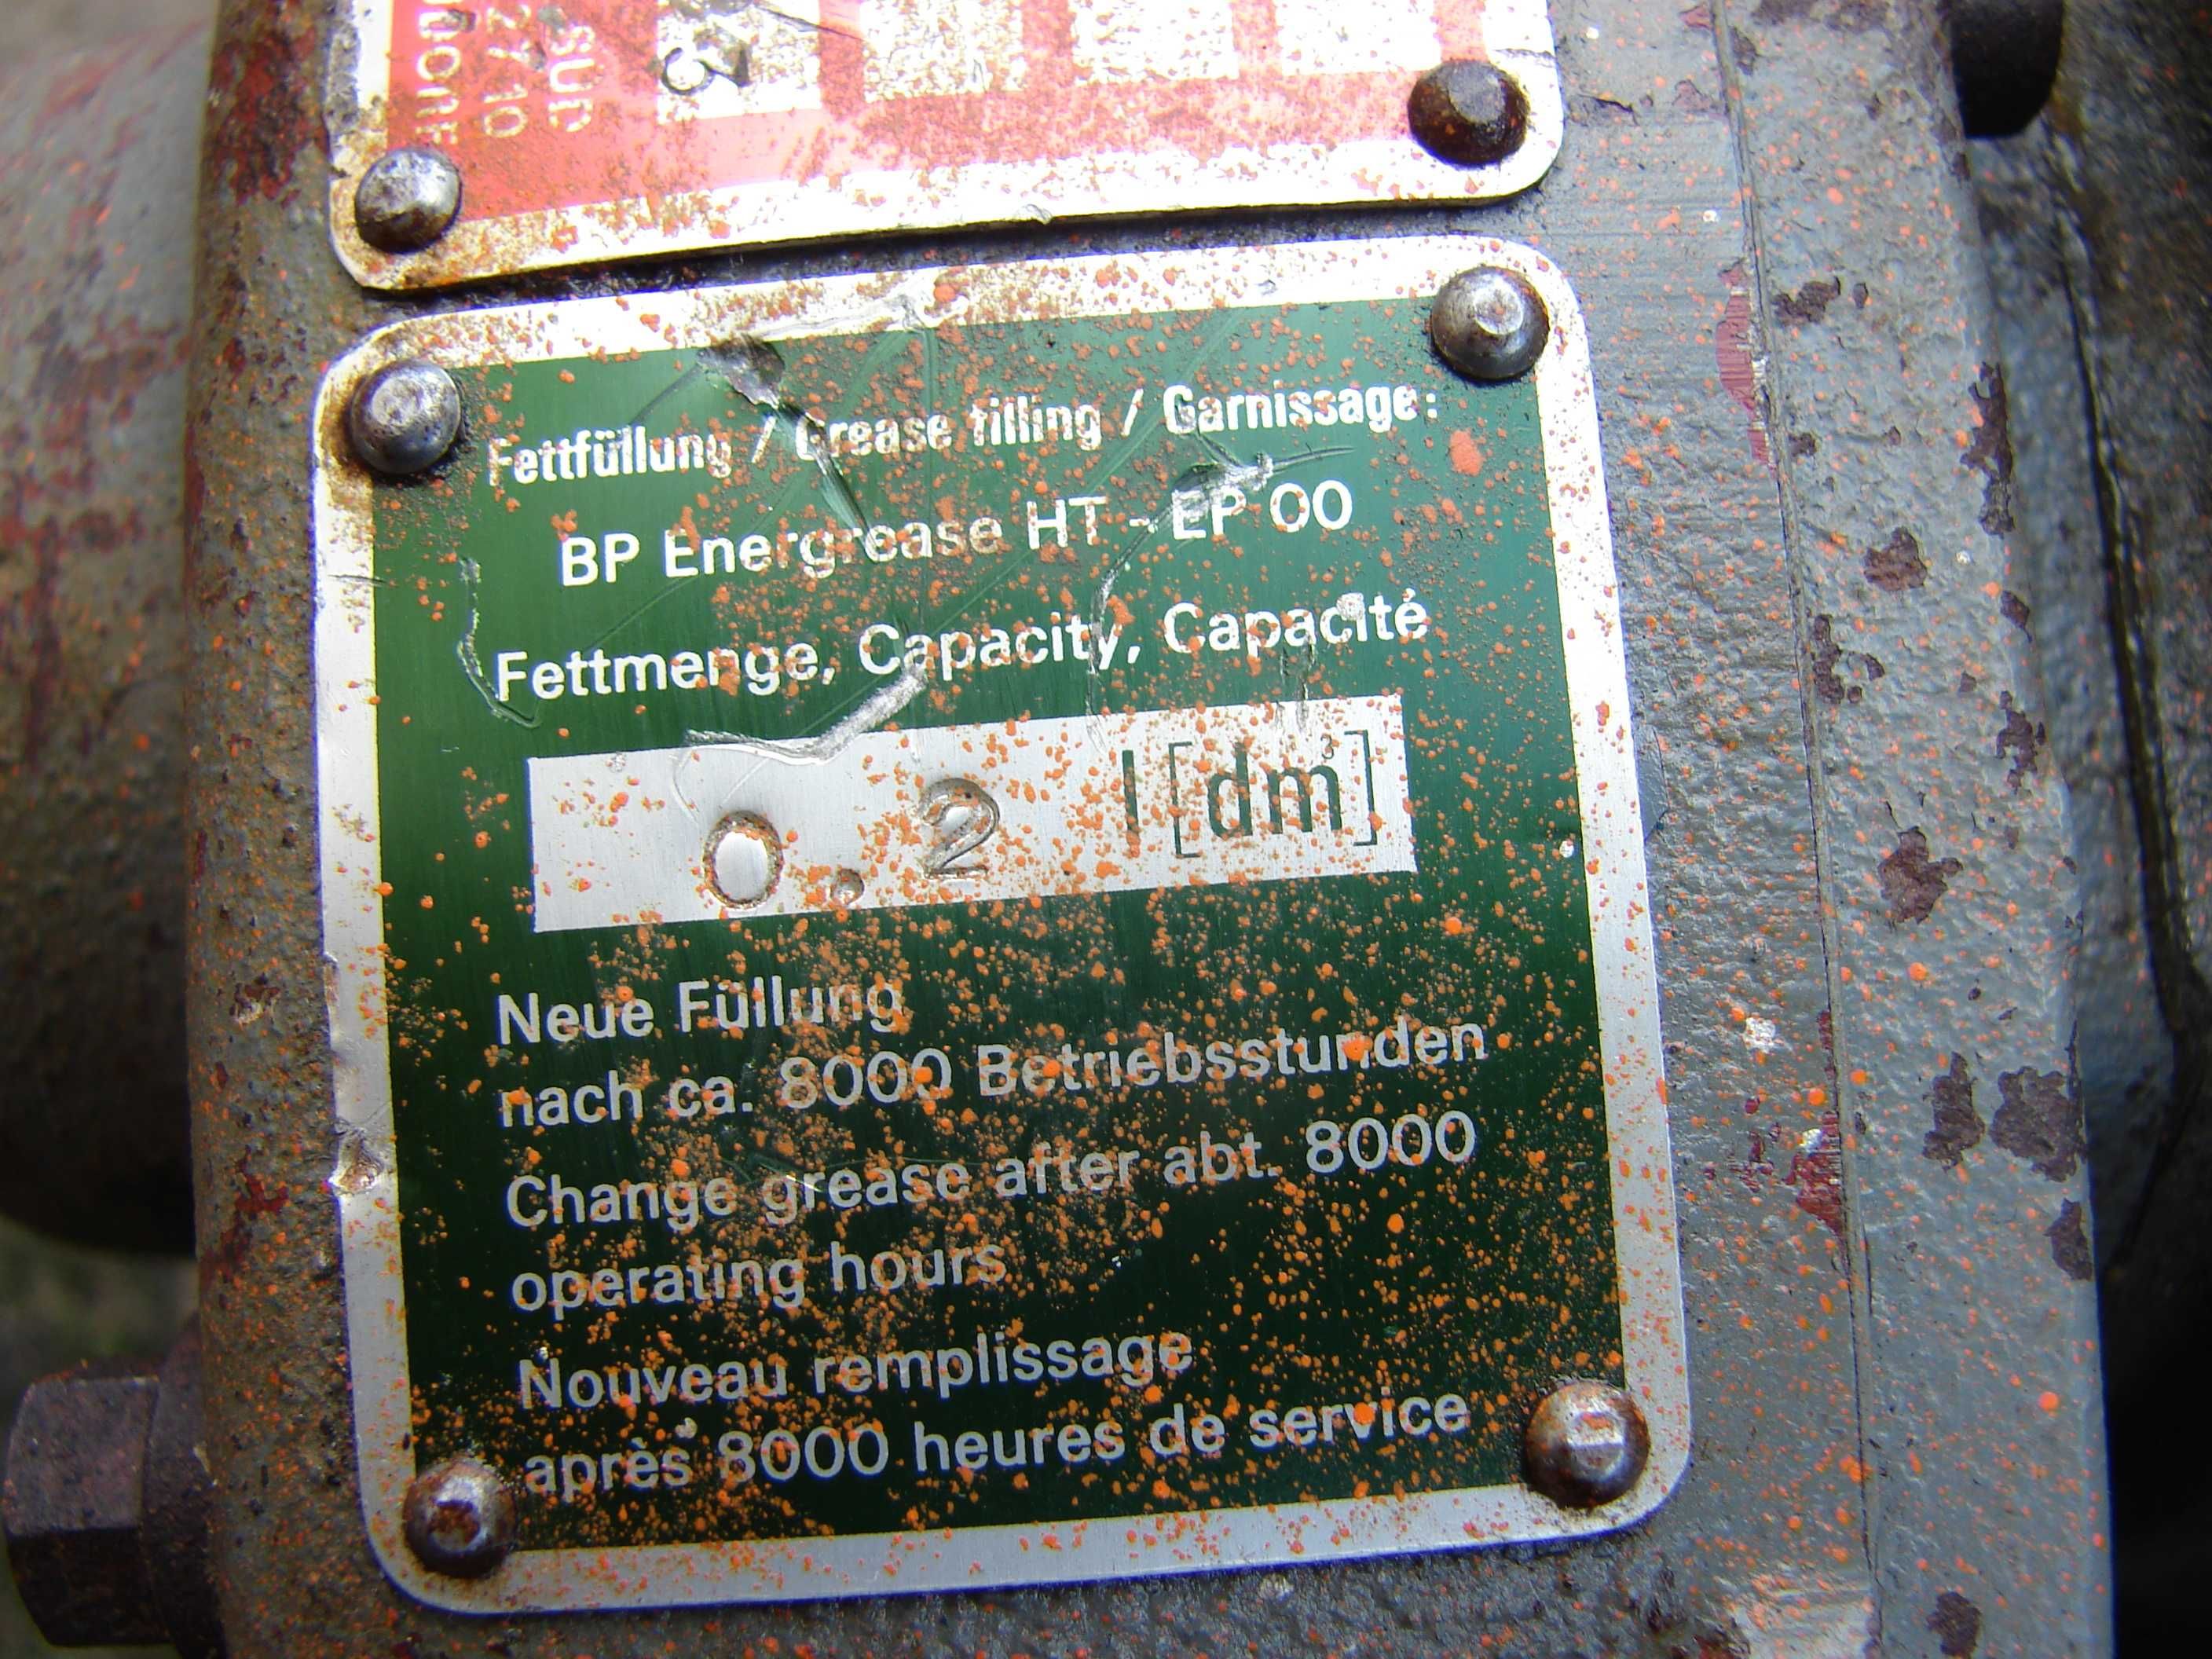 SUD
27 10
Fettfüllung / Grease filling / Garnissage:
BP Energrease HT - EP 00
Fettmenge, Capacity, Capacité
0.2 l [dm³]
Neue Füllung
nach ca. 8000 Betriebsstunden
Change grease after abt. 8000
operating hours
Nouveau remplissage
après 8000 heures de service